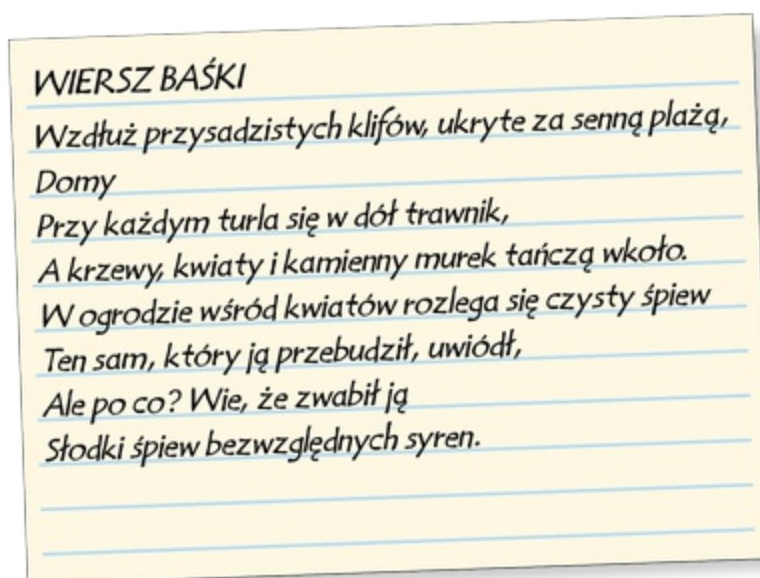 WIERSZ BAŚKI
Wzdłuż przysadzistych klifów, ukryte za senną plażą,
Domy
Przy każdym turla się w dół trawnik,
A krzewy, kwiaty i kamienny murek tańczą wkoło.
W ogrodzie wśród kwiatów rozlega się czysty śpiew
Ten sam, który ją przebudził, uwiódł,
Ale po co? Wie, że zwabił ją
Słodki śpiew bezwzględnych syren.